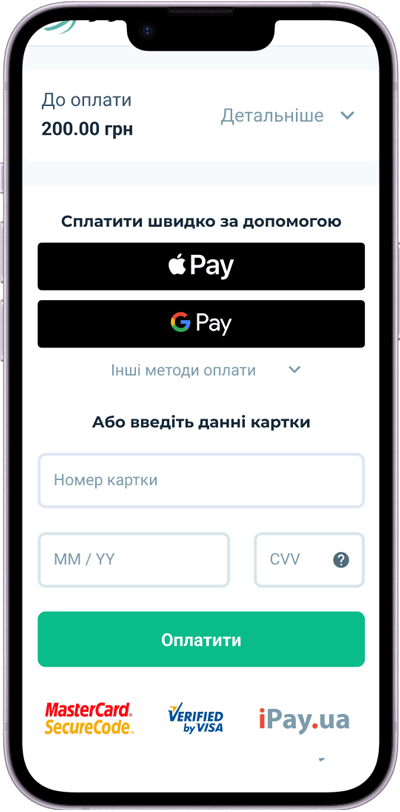 До оплати
200.00 грн
Детальніше
Сплатити швидко за допомогою
Pay
G Pay
Інші методи оплати
Або введіть данні картки
Номер картки
MM / YY
CVV ?
Оплатити
MasterCard.
SecureCode.
VERIFIED
by VISA
iPay.ua